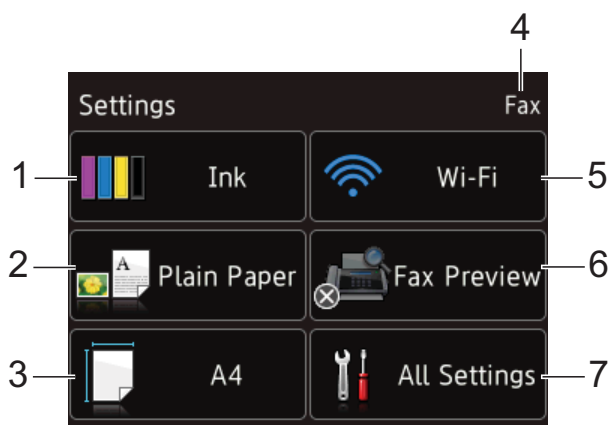 4
Settings Fax
1 Ink Wi-Fi 5
2 A Plain Paper Fax Preview 6
3 A4 All Settings 7